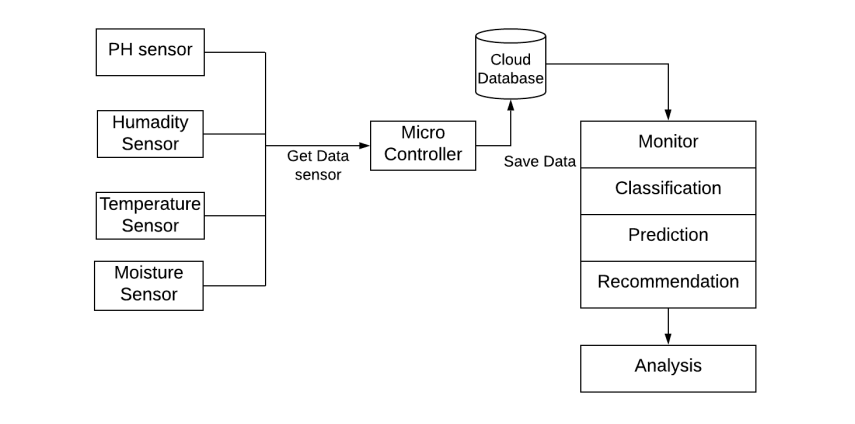 PH sensor
Humadity
Sensor
Temperature
Sensor
Moisture
Sensor
Get Data
sensor
Micro
Controller
Cloud
Database
Save Data
Monitor
Classification
Prediction
Recommendation
Analysis